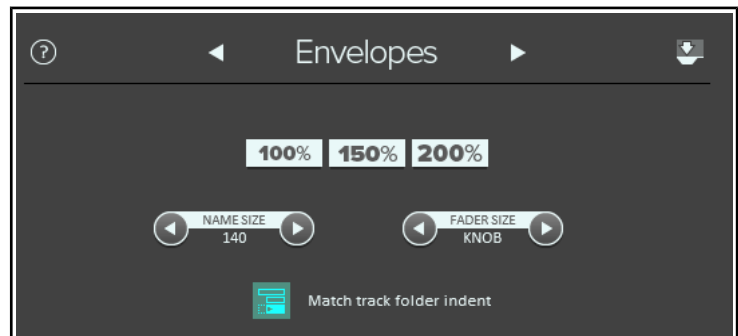 ?
Envelopes
100% 150% 200%
NAME SIZE FADER SIZE
140 KNOB
Match track folder indent